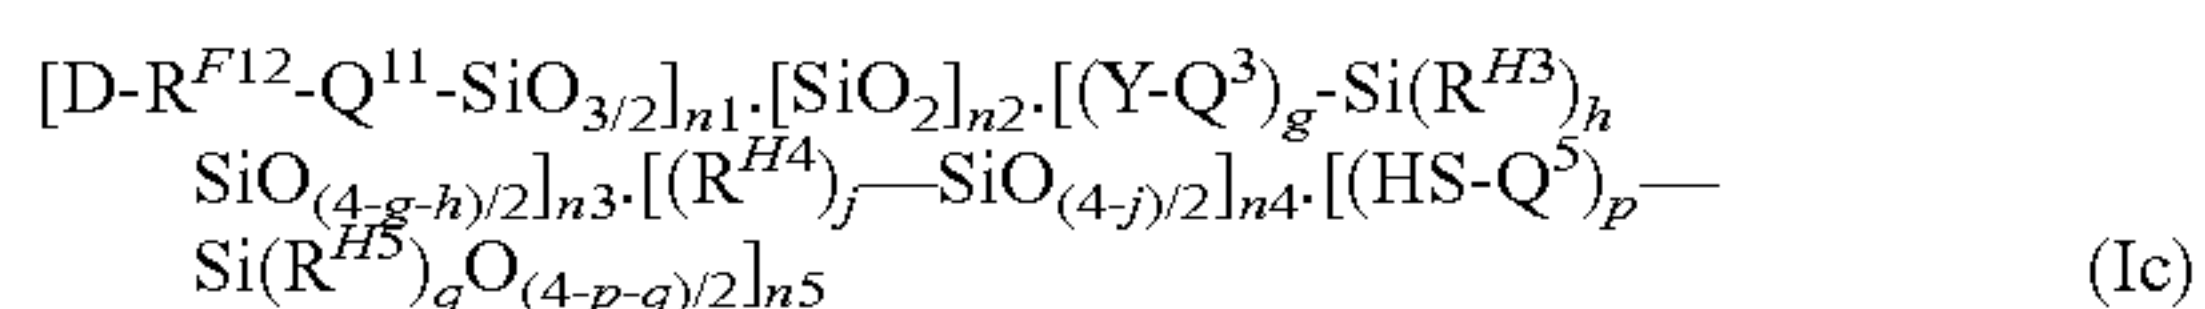 [D-R^{F12}-Q^{11}-SiO_{3/2}]_{n1}.[SiO_2]_{n2}.[(Y-Q^3)_g-Si(R^{H3})_h
SiO_{(4-g-h)/2}]_{n3}.[(R^{H4})_j—SiO_{(4-j)/2}]_{n4}.[(HS-Q^5)_p—
Si(R^{H5})_qO_{(4-p-q)/2}]_{n5} (Ic)